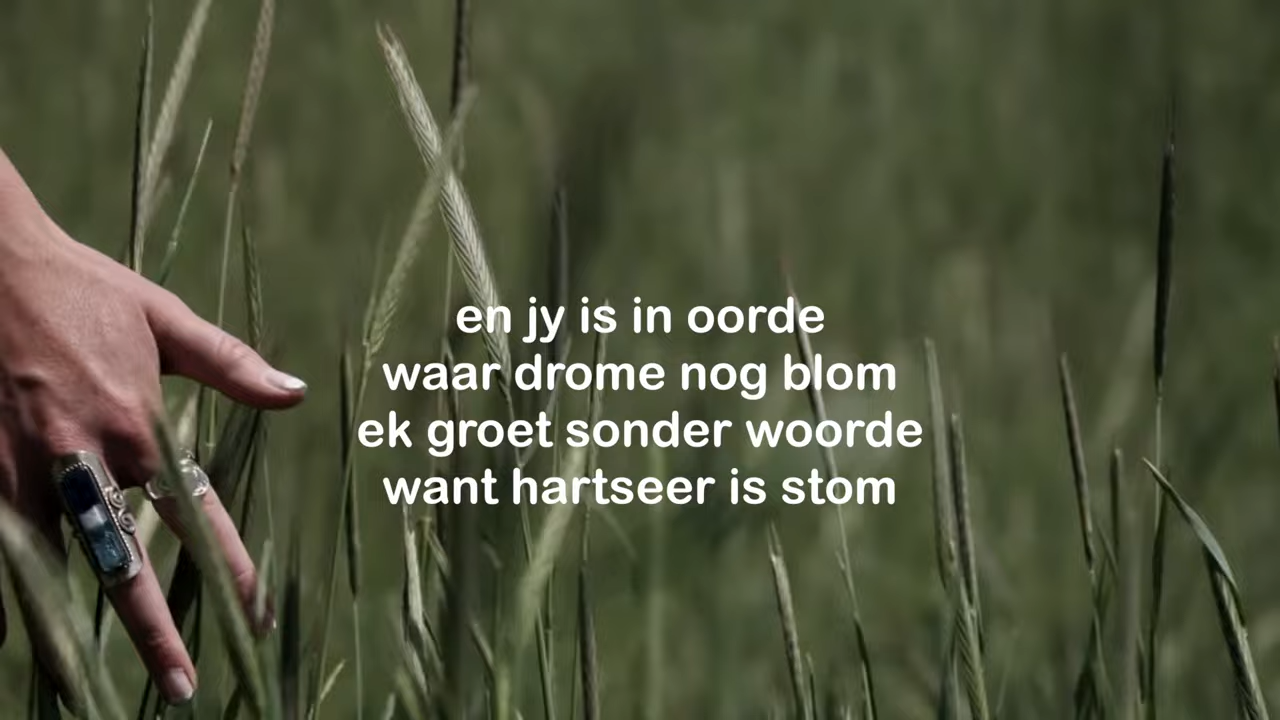 en jy is in oorde
waar drome nog blom
ek groet sonder woorde
want hartseer is stom